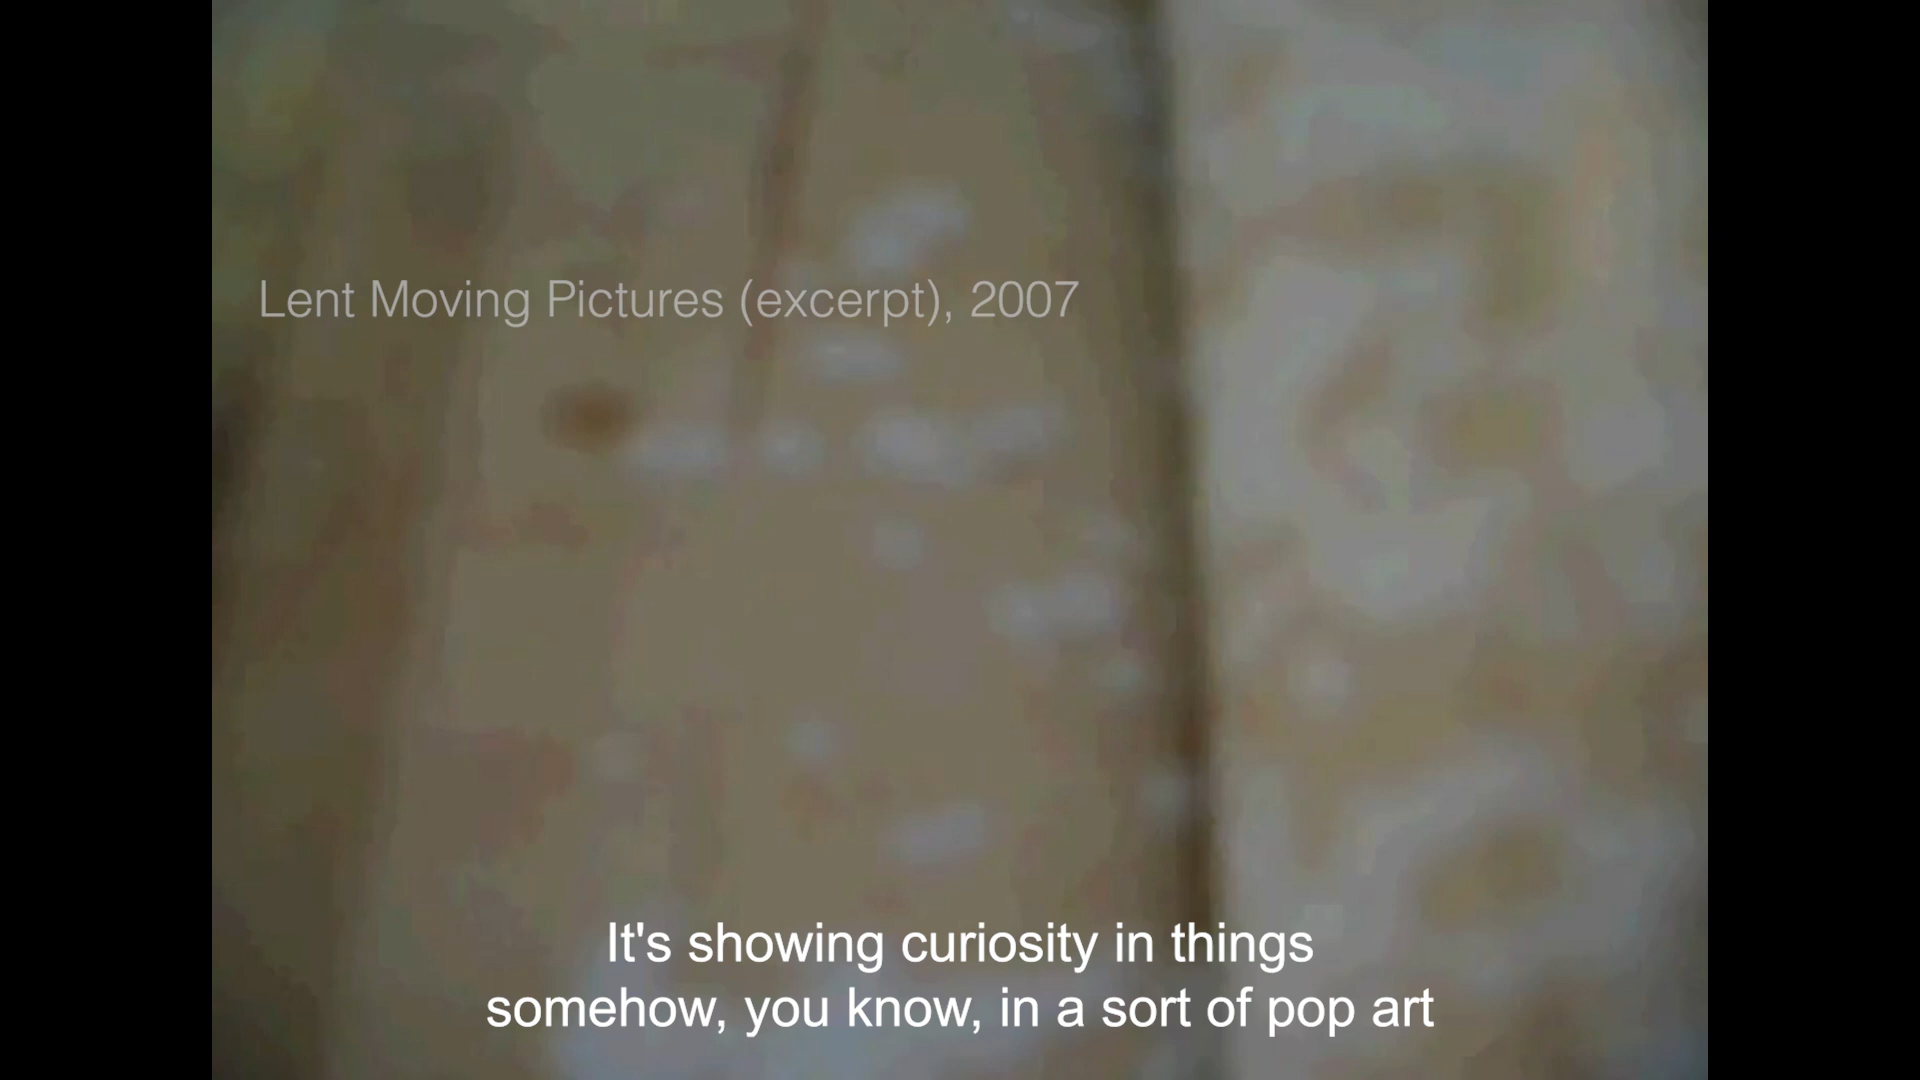 Lent Moving Pictures (excerpt), 2007
It's showing curiosity in things
somehow, you know, in a sort of pop art